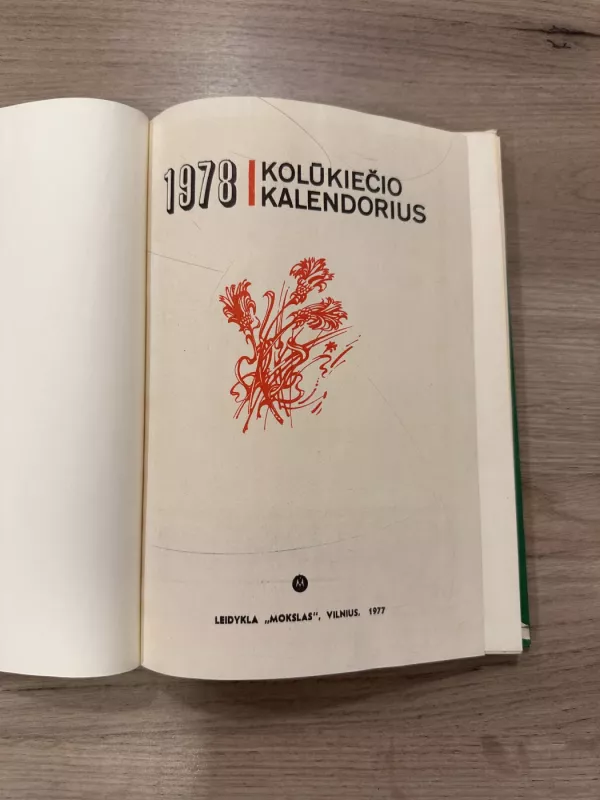 1978 KOLŪKIEČIO
KALENDORIUS
M
LEIDYKLA „MOKSLAS“, VILNIUS. 1977